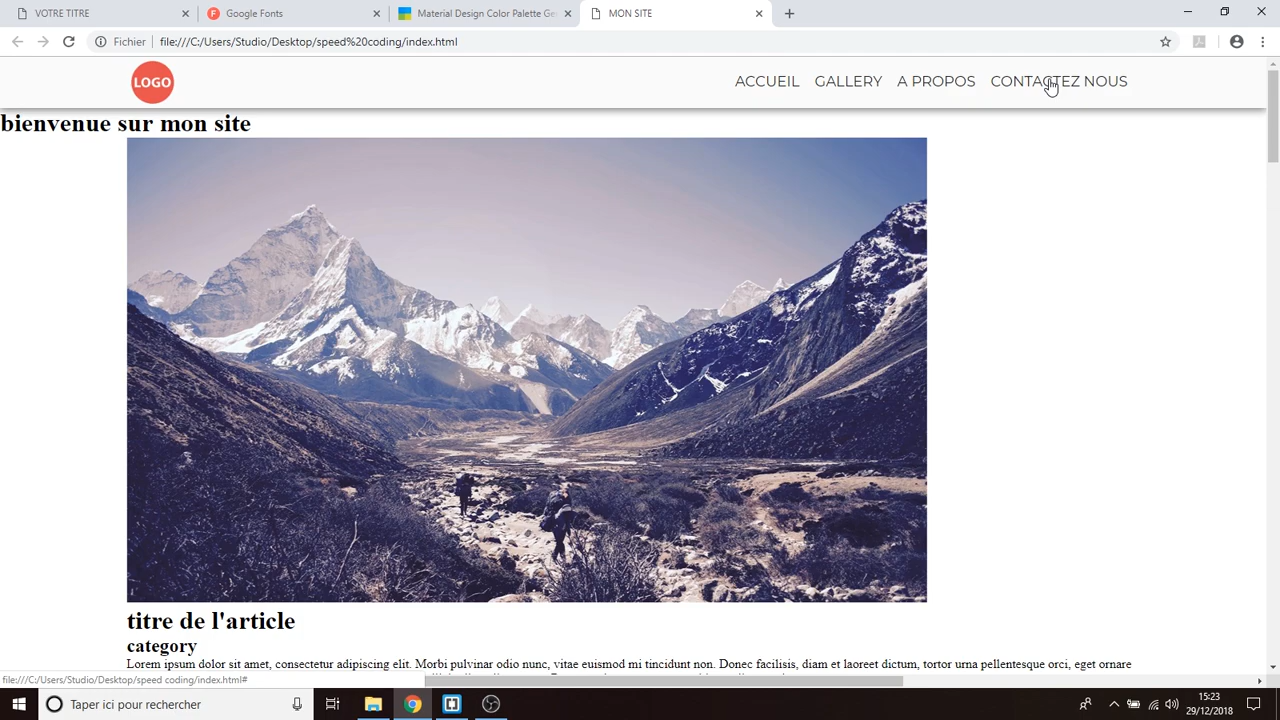 VOTRE TITRE
Google Fonts
Material Design Color Palette Ge
MON SITE
Fichier
file:///C:/Users/Studio/Desktop/speed%20coding/index.html
LOGO
ACCUEIL
GALLERY
A PROPOS
CONTACTEZ NOUS
bienvenue sur mon site
titre de l'article
category
Lorem ipsum dolor sit amet, consectetur adipiscing elit. Morbi pulvinar odio nunc, vitae euismod mi tincidunt non. Donec facilisis, diam et laoreet dictum, tortor urna pellentesque orci, eget ornare
file:///C:/Users/Studio/Desktop/speed coding/index.html#
Taper ici pour rechercher
15:23
29/12/2018